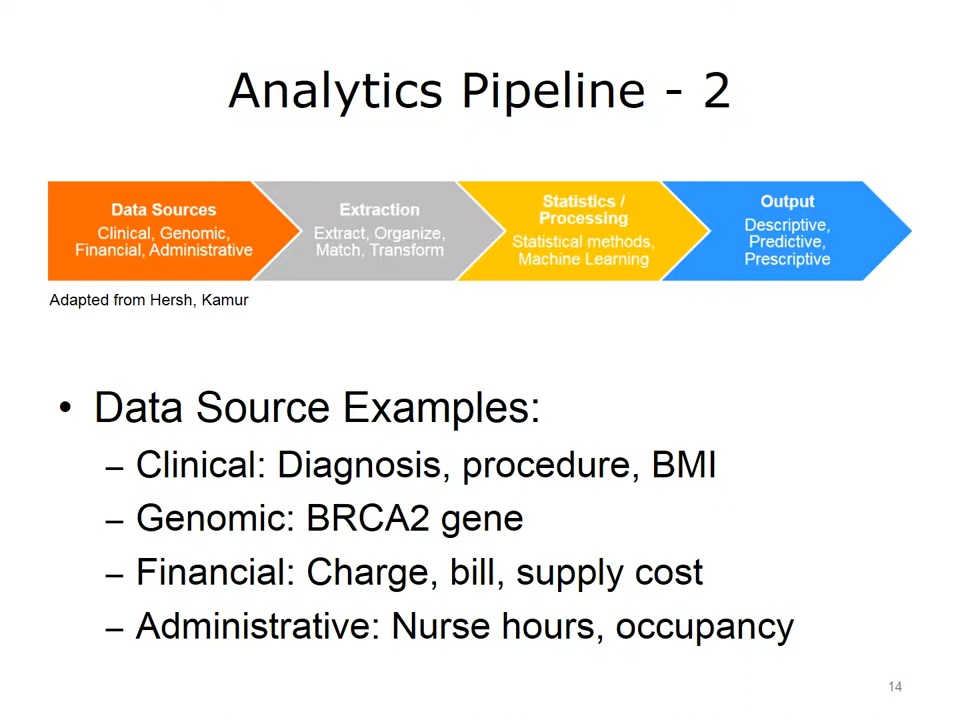 Analytics Pipeline - 2
Data Sources
Clinical, Genomic,
Financial, Administrative
Extraction
Extract, Organize,
Match, Transform
Statistics /
Processing
Statistical methods,
Machine Learning
Output
Descriptive,
Predictive,
Prescriptive
Adapted from Hersh, Kamur
• Data Source Examples:
– Clinical: Diagnosis, procedure, BMI
– Genomic: BRCA2 gene
– Financial: Charge, bill, supply cost
– Administrative: Nurse hours, occupancy
14